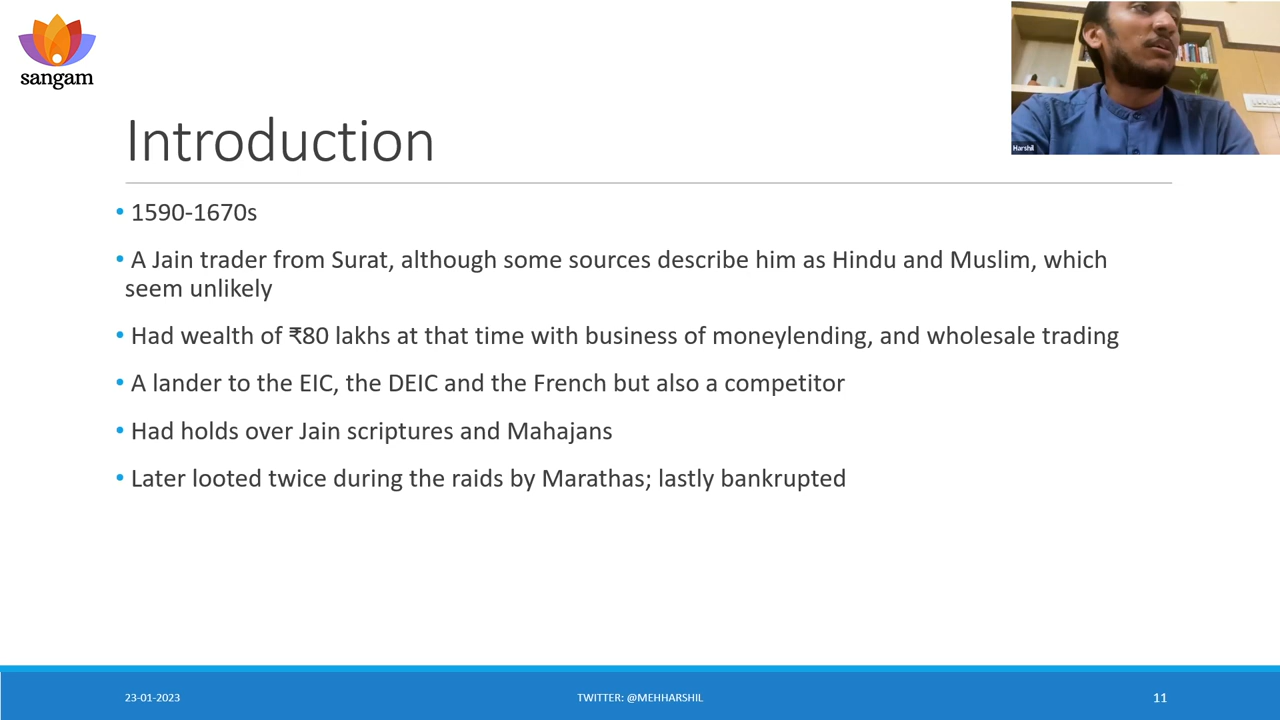 sangam
Harshil
Introduction
• 1590-1670s
• A Jain trader from Surat, although some sources describe him as Hindu and Muslim, which
seem unlikely
• Had wealth of ₹80 lakhs at that time with business of moneylending, and wholesale trading
• A lander to the EIC, the DEIC and the French but also a competitor
• Had holds over Jain scriptures and Mahajans
• Later looted twice during the raids by Marathas; lastly bankrupted
23-01-2023
TWITTER: @MEHHARSHIL
11